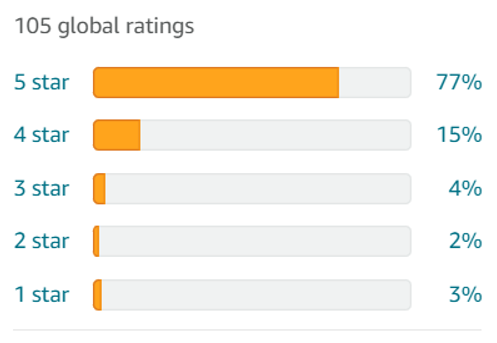 105 global ratings
5 star 77%
4 star 15%
3 star 4%
2 star 2%
1 star 3%